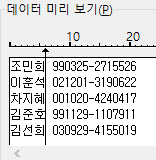 데이터 미리 보기(P)
10 20
조민희 990325-2715526
이훈석 021201-3190622
차지혜 001020-4240417
김준호 991129-1107911
김선희 030929-4155019